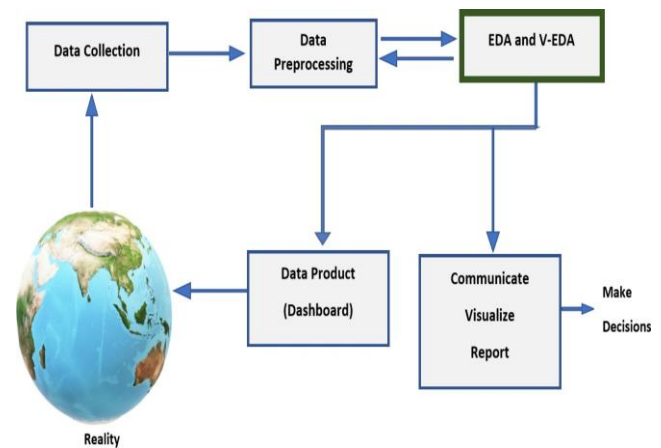 Data Collection
Data
Preprocessing
EDA and V-EDA
Data Product
(Dashboard)
Communicate
Visualize
Report
Make
Decisions
Reality